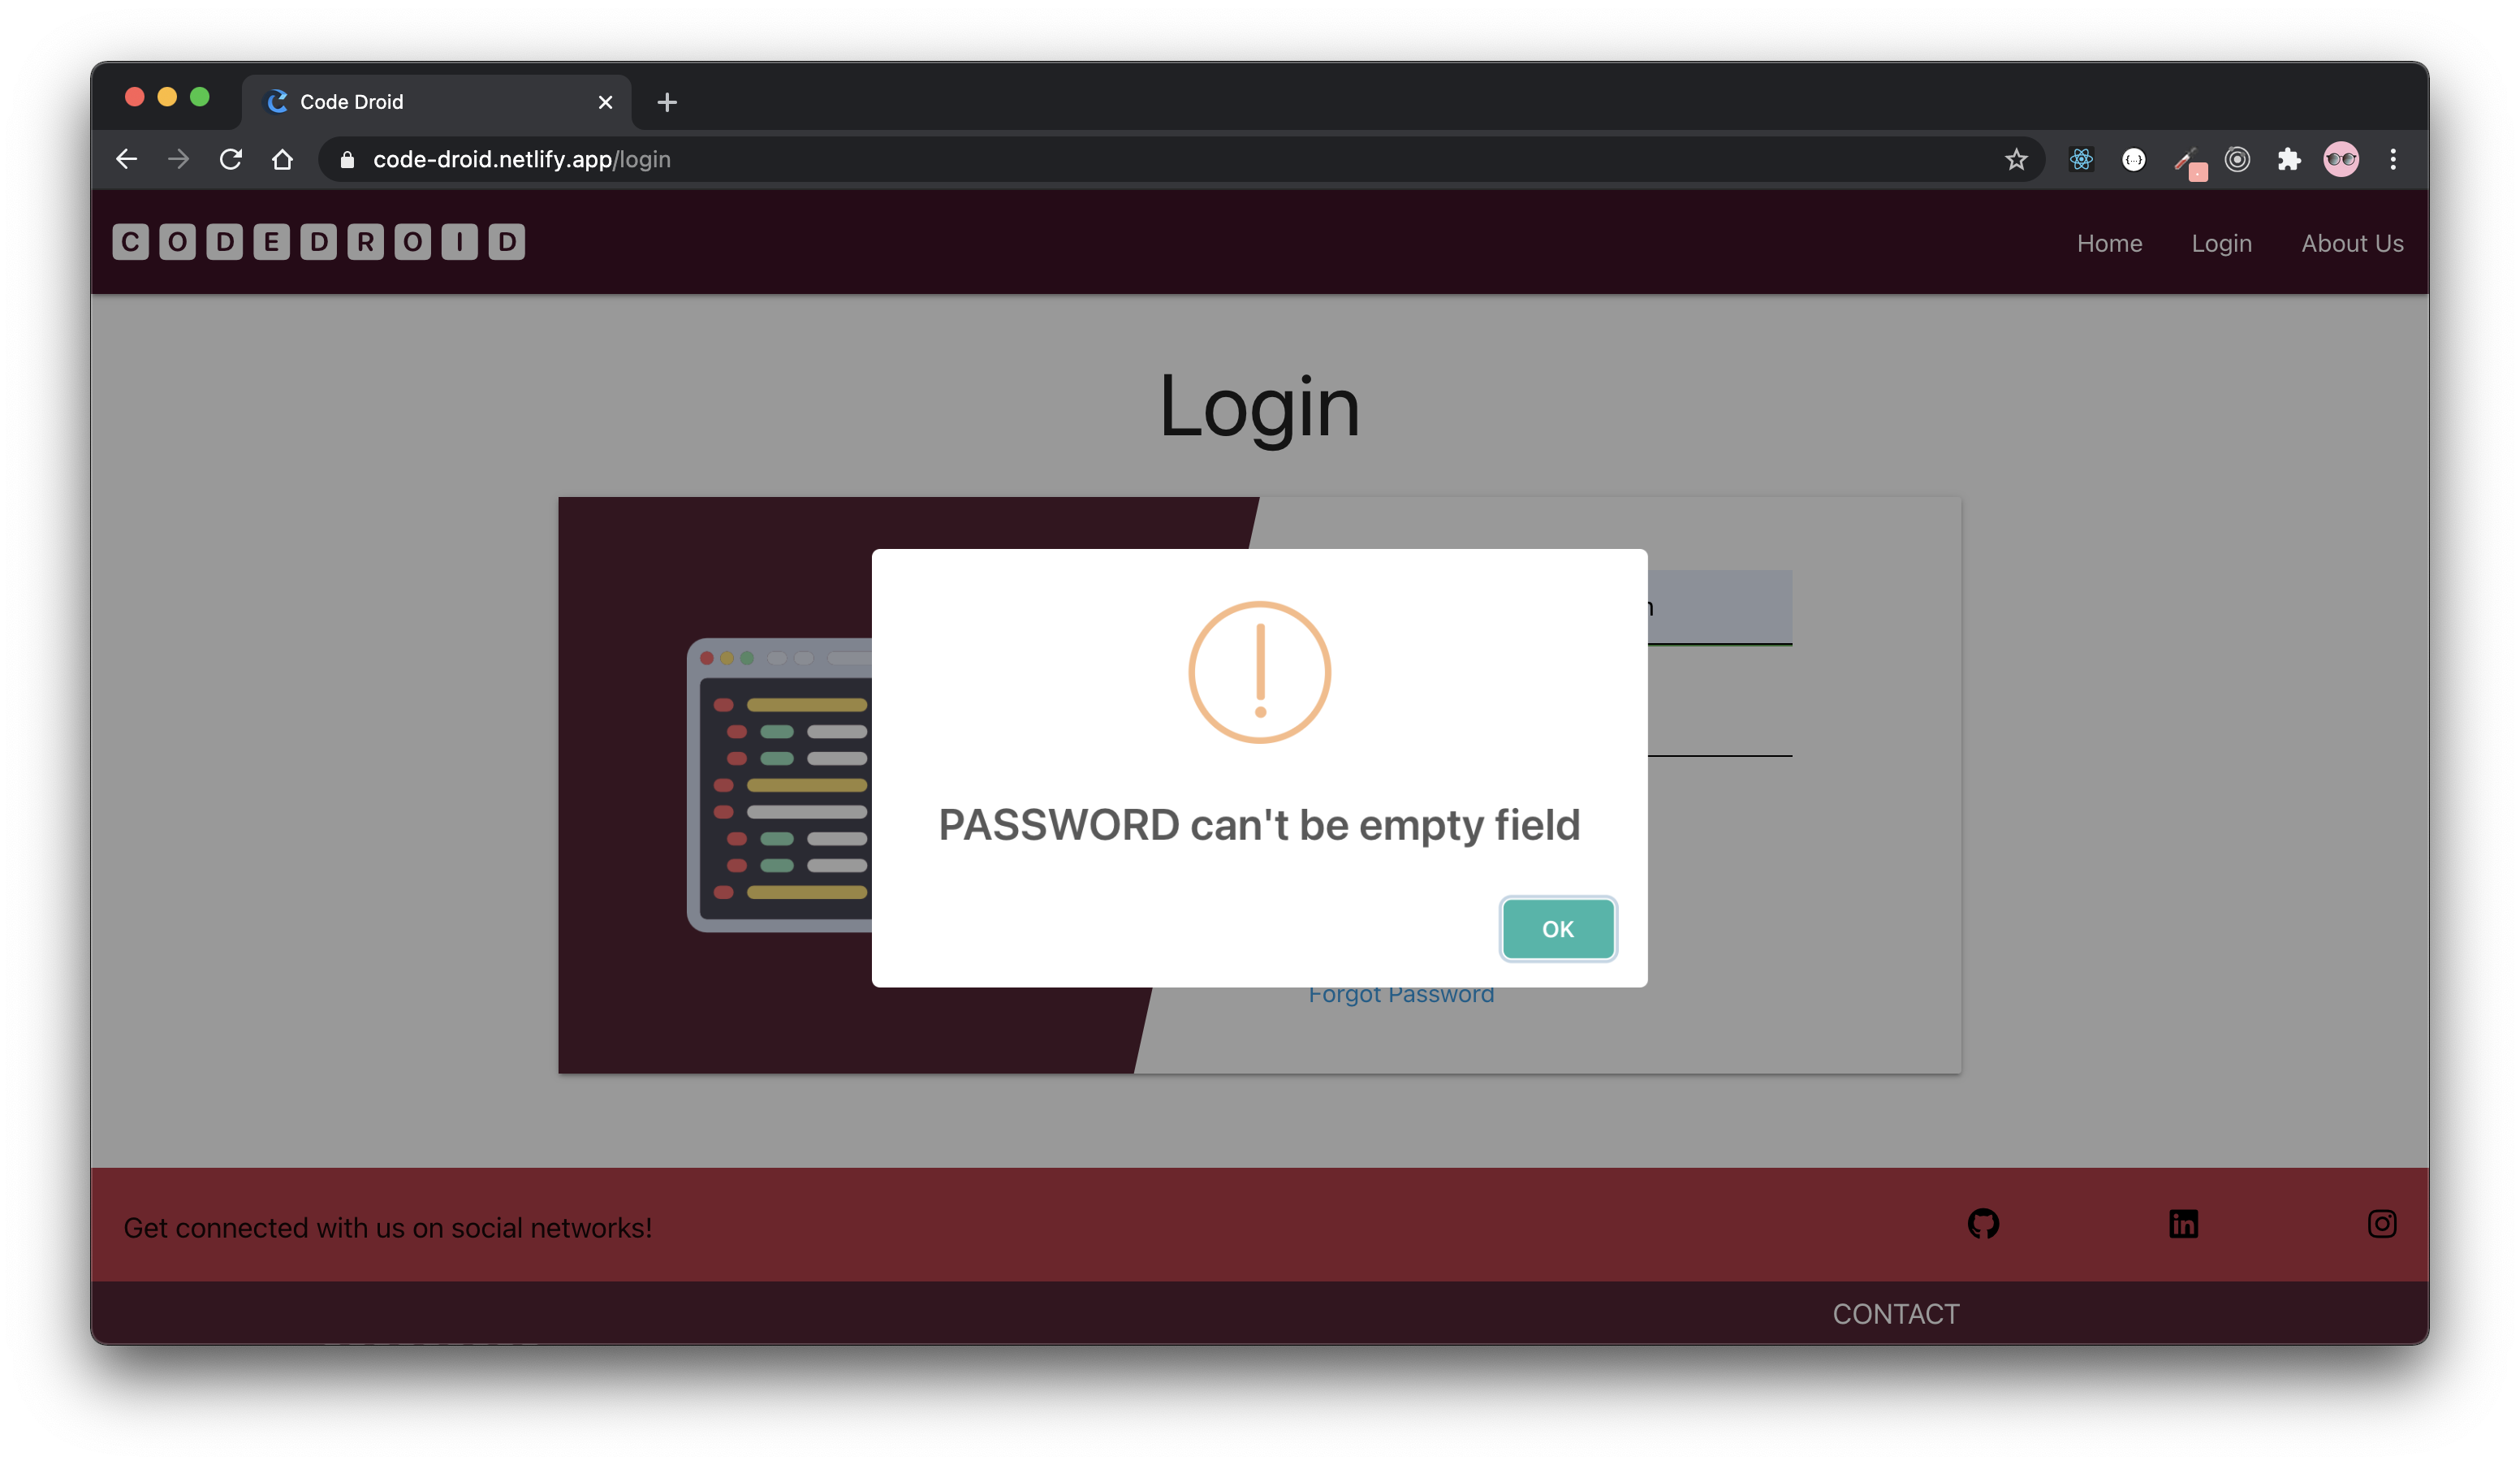 Code Droid
code-droid.netlify.app/login
CODEDROID
Home
Login
About Us
Login
PASSWORD can't be empty field
OK
Forgot Password
Get connected with us on social networks!
CONTACT